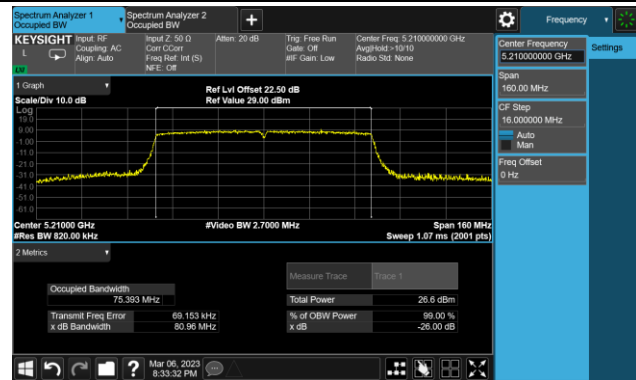 Spectrum Analyzer 1
Occupied BW
Spectrum Analyzer 2
Occupied BW
+
Frequency
KEYSIGHT
L
LW
Input: RF
Coupling: AC
Align: Auto
Input Z: 50 Ω
Corr CCorr
Freq Ref: Int (S)
NFE: Off
Atten: 20 dB
Trig: Free Run
Gate: Off
#IF Gain: Low
Center Freq: 5.210000000 GHz
Avg|Hold:>10/10
Radio Std: None
Center Frequency
5.210000000 GHz
Settings
Span
160.00 MHz
CF Step
16.000000 MHz
Auto
Man
Freq Offset
0 Hz
1 Graph
Scale/Div 10.0 dB
Ref Lvl Offset 22.50 dB
Ref Value 29.00 dBm
Log
19.0
9.00
-1.00
-11.0
-21.0
-31.0
-41.0
-51.0
-61.0
Center 5.21000 GHz
#Video BW 2.7000 MHz
Span 160 MHz
#Res BW 820.00 kHz
Sweep 1.07 ms (2001 pts)
2 Metrics
Measure Trace
Trace 1
Occupied Bandwidth
75.393 MHz
Total Power
26.6 dBm
Transmit Freq Error
69.153 kHz
% of OBW Power
99.00 %
x dB Bandwidth
80.96 MHz
x dB
-26.00 dB
?
Mar 06, 2023
8:33:32 PM